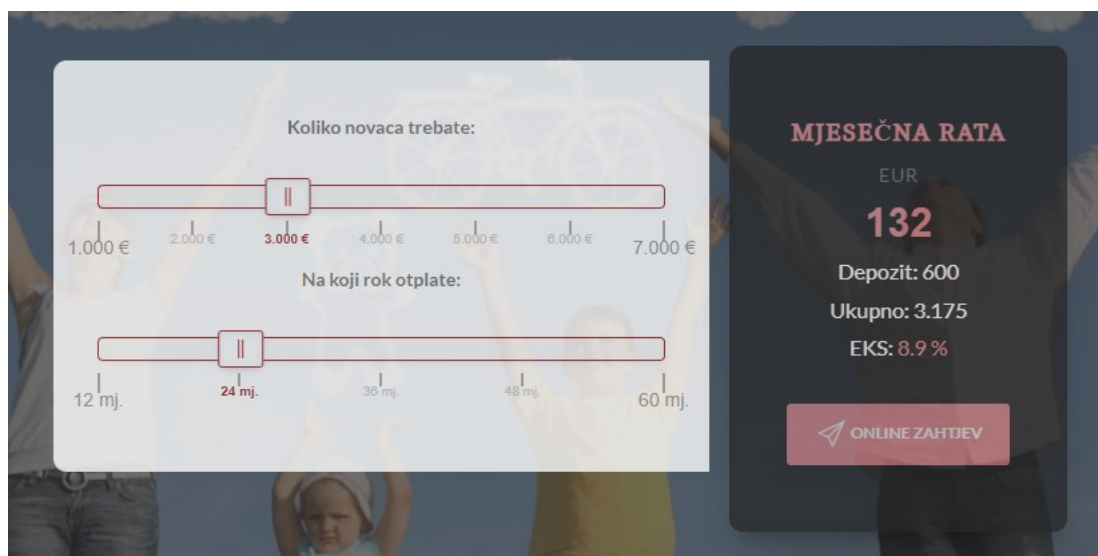 Koliko novaca trebate:
1.000 €
2.000 €
3.000 €
4.000 €
5.000 €
6.000 €
7.000 €
Na koji rok otplate:
12 mj.
24 mj.
36 mj.
48 mj.
60 mj.
MJESEČNA RATA
EUR
132
Depozit: 600
Ukupno: 3.175
EKS: 8.9 %
ONLINE ZAHTJEV